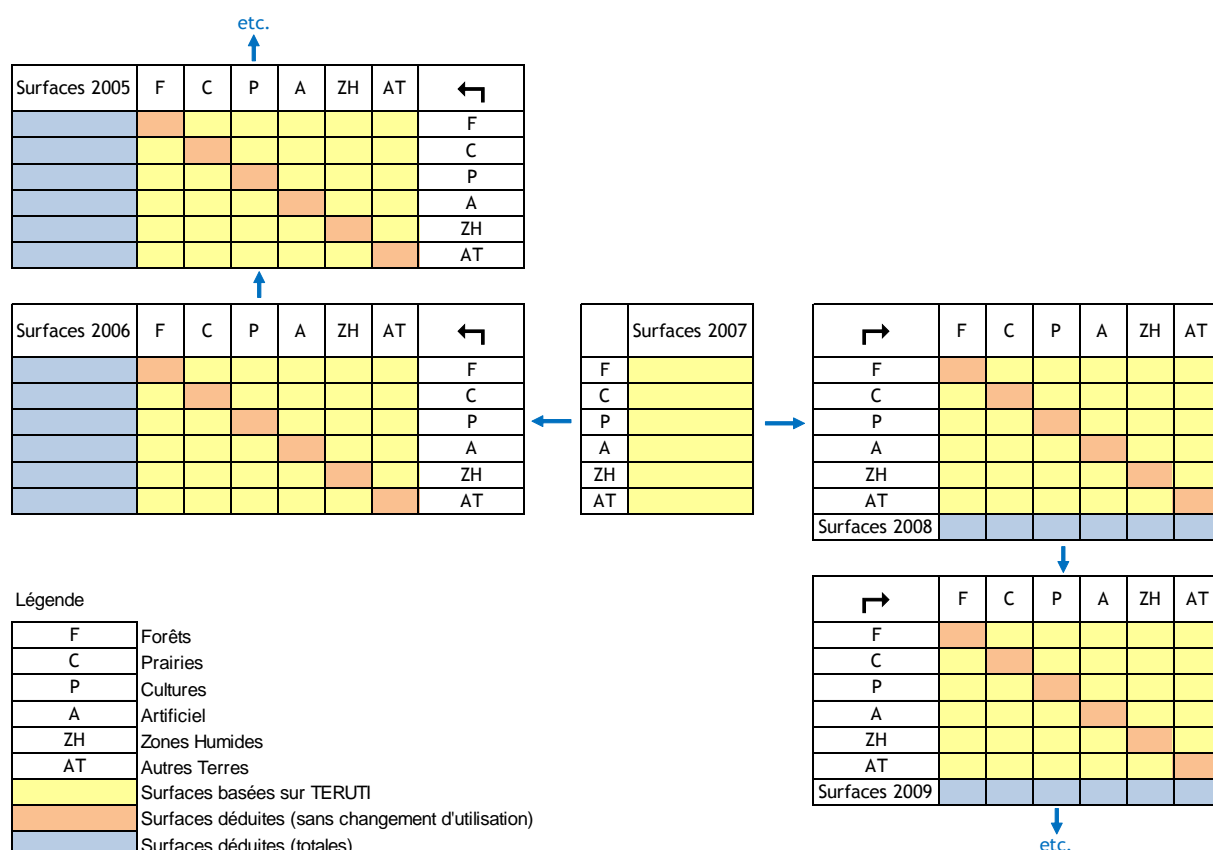 etc.
Surfaces 2005 F C P A ZH AT
F
C
P
A
ZH
AT
Surfaces 2006 F C P A ZH AT
F
C
P
A
ZH
AT
Surfaces 2007
F
C
P
A
ZH
AT
F C P A ZH AT
F
C
P
A
ZH
AT
Surfaces 2008
F C P A ZH AT
F
C
P
A
ZH
AT
Surfaces 2009
etc.
Légende
F Forêts
C Prairies
P Cultures
A Artificiel
ZH Zones Humides
AT Autres Terres
Surfaces basées sur TERUTI
Surfaces déduites (sans changement d'utilisation)
Surfaces déduites (totales)